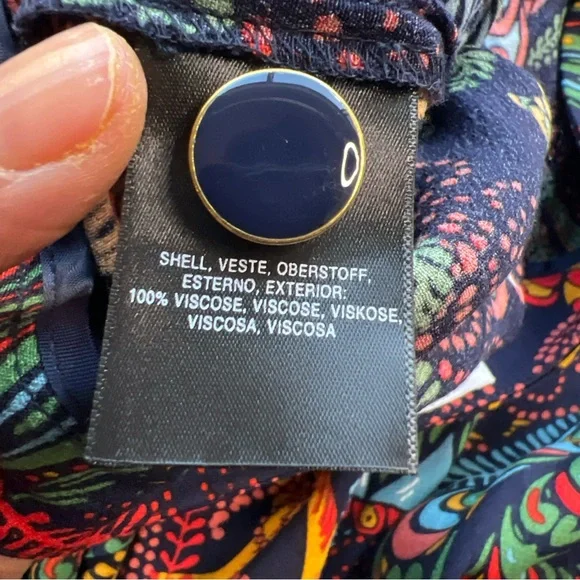 SHELL, VESTE, OBERSTOFF,
ESTERNO, EXTERIOR:
100% VISCOSE, VISCOSE, VISKOSE,
VISCOSA, VISCOSA